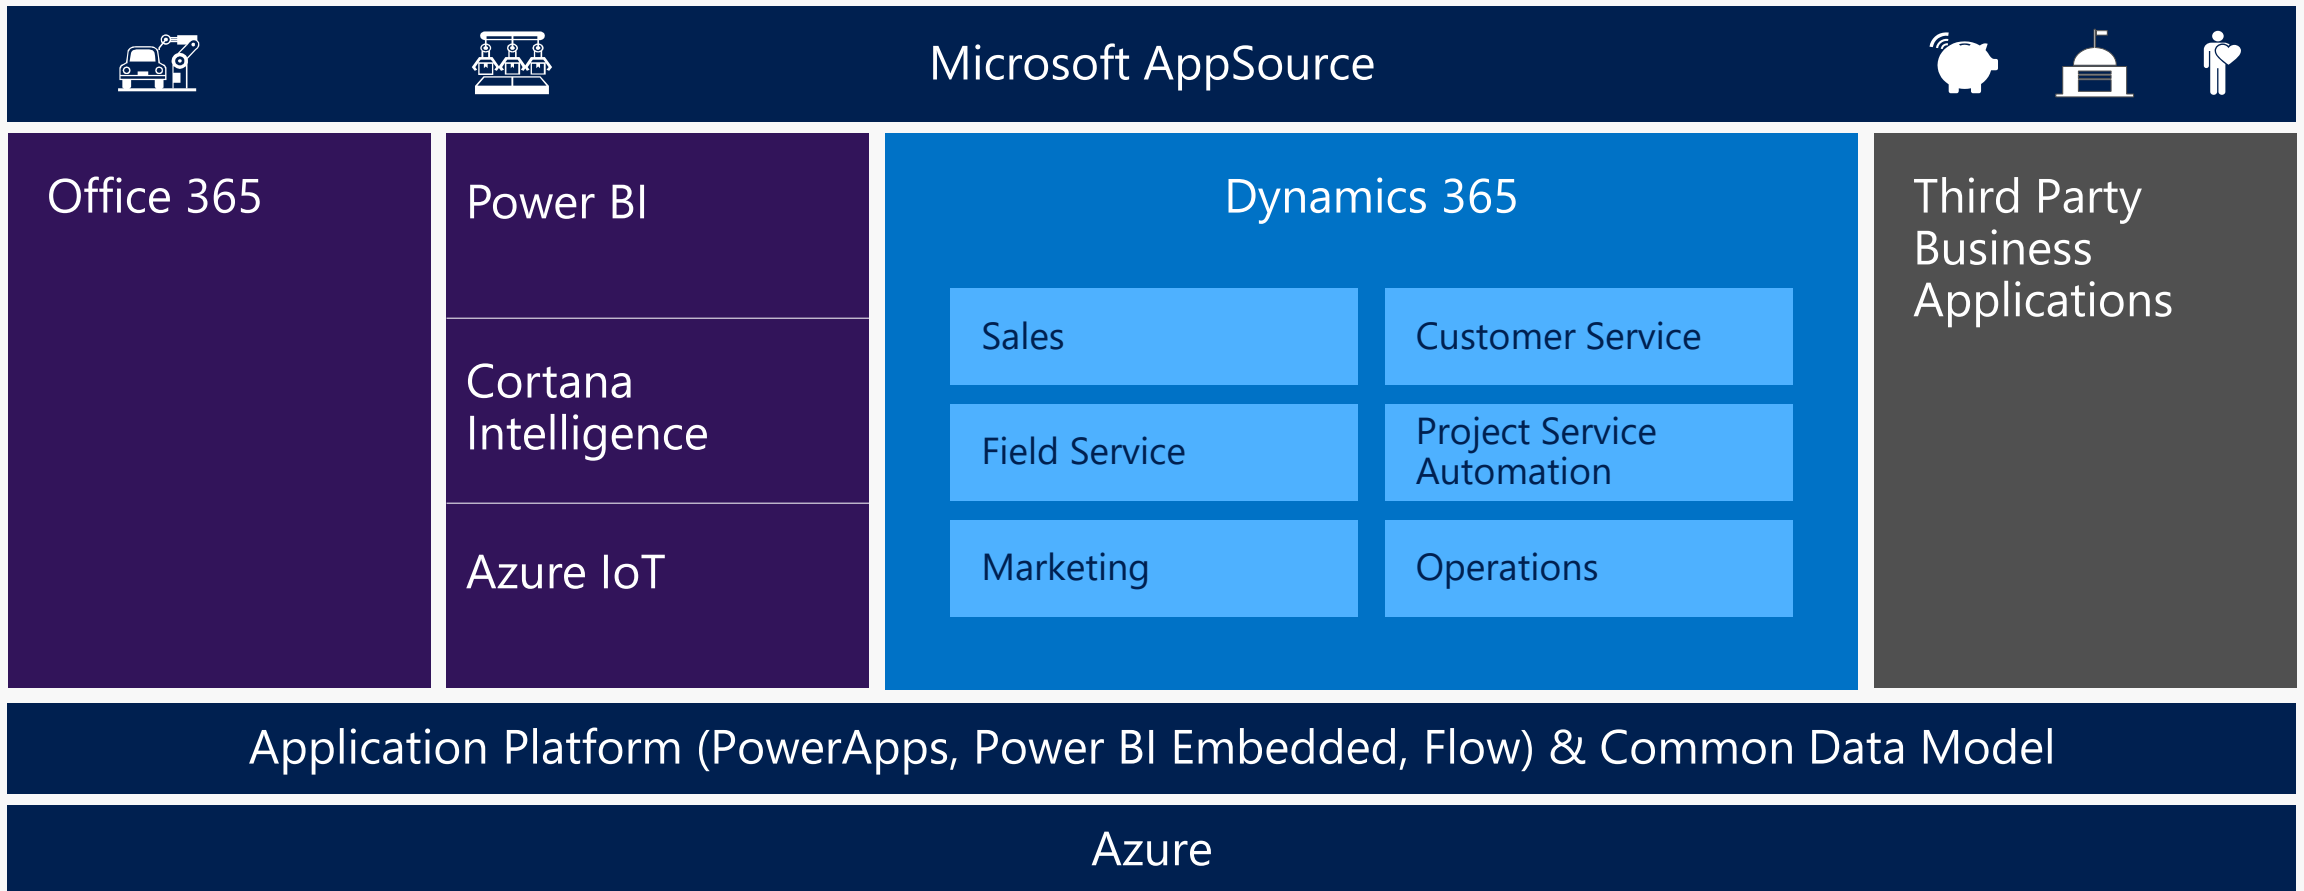 Microsoft AppSource
Office 365
Power BI
Cortana
Intelligence
Azure IoT
Dynamics 365
Sales
Customer Service
Field Service
Project Service
Automation
Marketing
Operations
Third Party
Business
Applications
Application Platform (PowerApps, Power BI Embedded, Flow) & Common Data Model
Azure